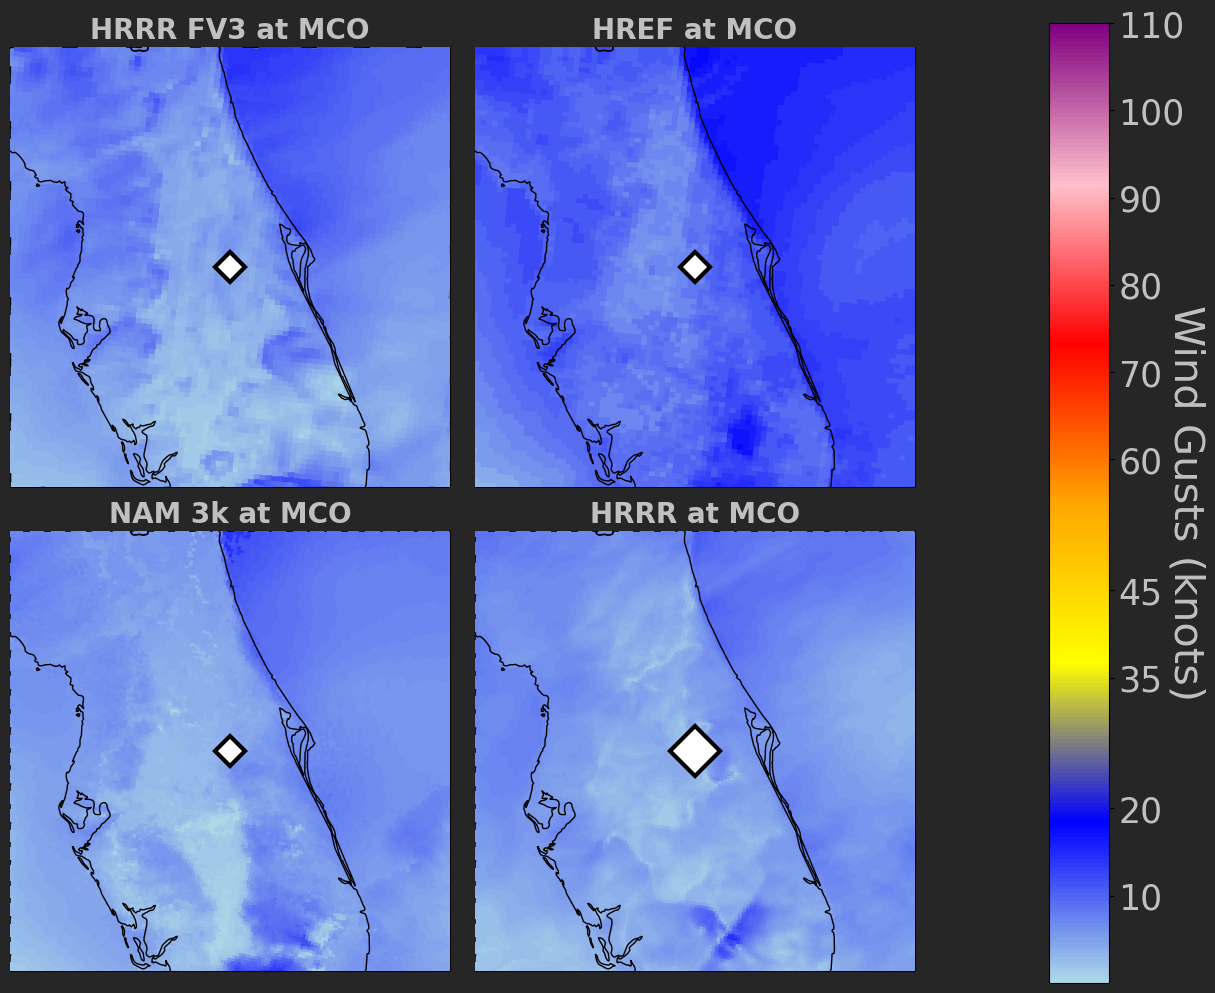 HRRR FV3 at MCO
HREF at MCO
NAM 3k at MCO
HRRR at MCO
110
100
90
80
70
60
45
35
20
10
Wind Gusts (knots)